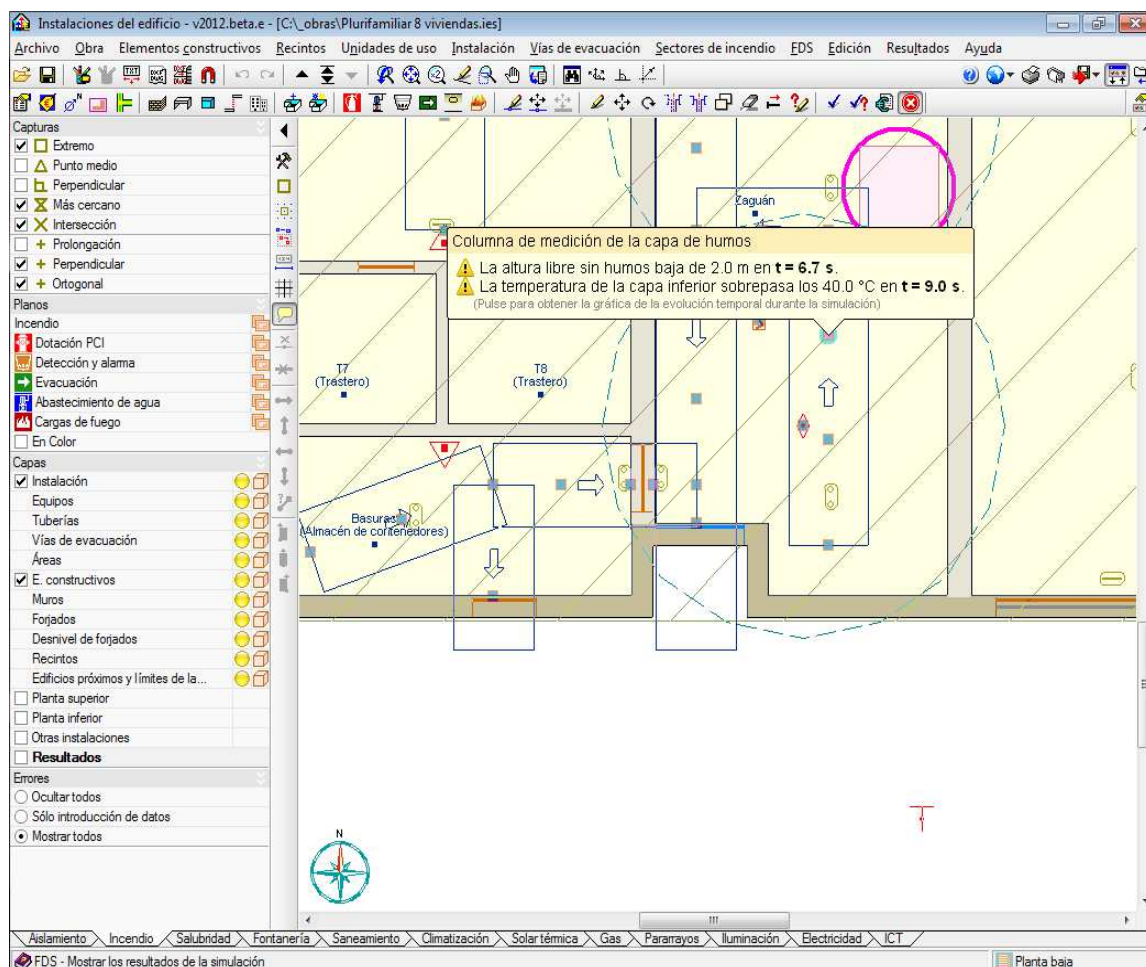 Instalaciones del edificio - v2012.beta.e - [C:\_obras\Plurifamiliar 8 viviendas.ies]
Archivo Obra Elementos constructivos Recintos Unidades de uso Instalación Vías de evacuación Sectores de incendio FDS Edición Resultados Ayuda
Capturas
Extremo
Punto medio
Perpendicular
Más cercano
Intersección
Prolongación
Perpendicular
Ortogonal
Planos
Incendio
Dotación PCI
Detección y alarma
Evacuación
Abastecimiento de agua
Cargas de fuego
En Color
Capas
Instalación
Equipos
Tuberías
Vías de evacuación
Áreas
E. constructivos
Muros
Forjados
Desnivel de forjados
Recintos
Edificios próximos y límites de la...
Planta superior
Planta inferior
Otras instalaciones
Resultados
Errores
Ocultar todos
Sólo introducción de datos
Mostrar todos
Zaguán
Columna de medición de la capa de humos
La altura libre sin humos baja de 2.0 m en t = 6.7 s.
La temperatura de la capa inferior sobrepasa los 40.0 °C en t = 9.0 s.
(Pulse para obtener la gráfica de la evolución temporal durante la simulación)
T7
(Trastero)
T8
(Trastero)
Basuras
(Almacén de contenedores)
N
Aislamiento Incendio Salubridad Fontanería Saneamiento Climatización Solar térmica Gas Pararrayos Iluminación Electricidad ICT
FDS - Mostrar los resultados de la simulación
Planta baja